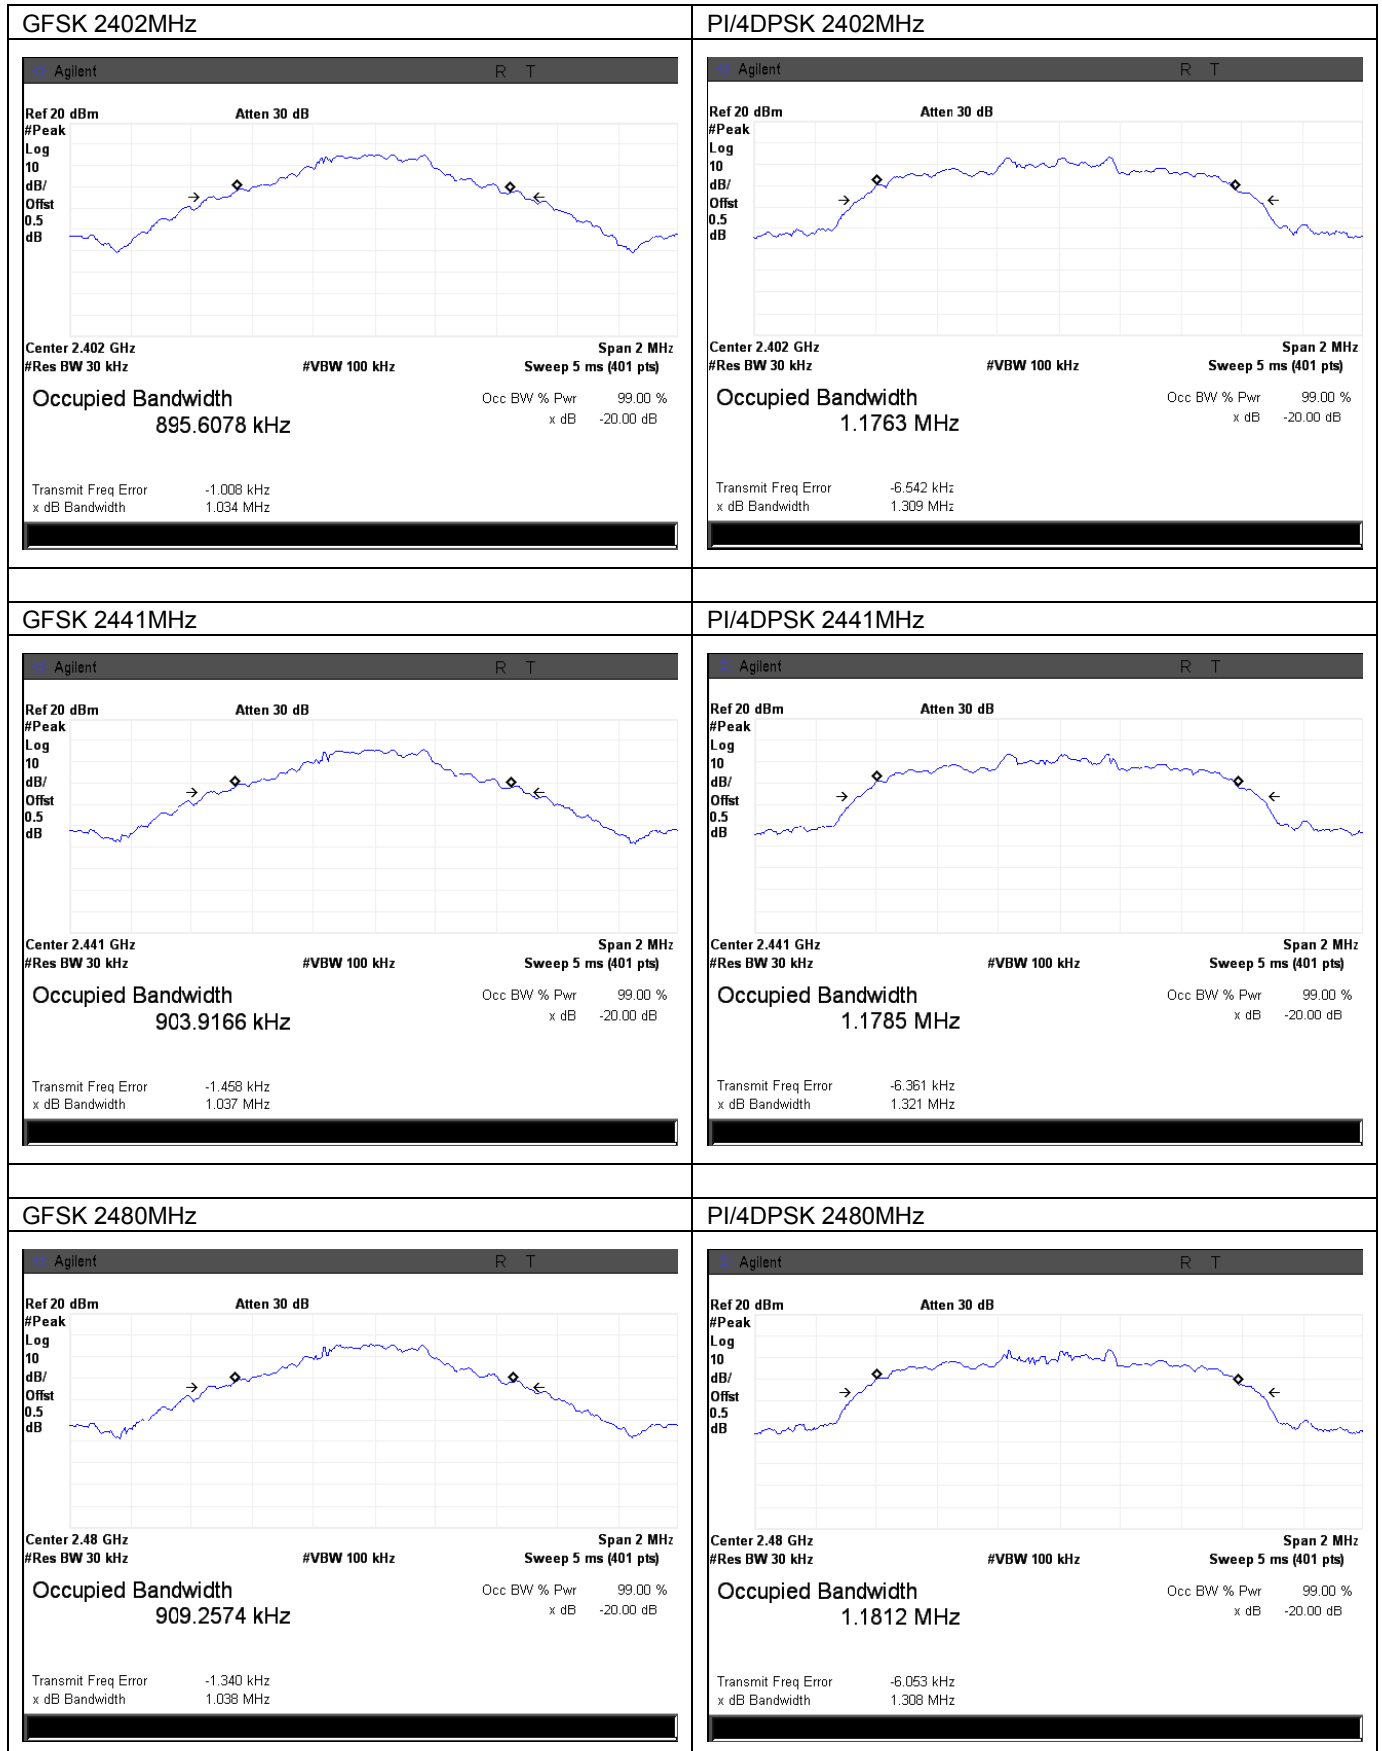 GFSK 2402MHz
Agilent R T
Ref 20 dBm Atten 30 dB
#Peak
Log
10
dB/
Offst
0.5
dB
Center 2.402 GHz Span 2 MHz
#Res BW 30 kHz #VBW 100 kHz Sweep 5 ms (401 pts)
Occupied Bandwidth Occ BW % Pwr 99.00 %
895.6078 kHz x dB -20.00 dB
Transmit Freq Error -1.008 kHz
x dB Bandwidth 1.034 MHz
PI/4DPSK 2402MHz
Agilent R T
Ref 20 dBm Atten 30 dB
#Peak
Log
10
dB/
Offst
0.5
dB
Center 2.402 GHz Span 2 MHz
#Res BW 30 kHz #VBW 100 kHz Sweep 5 ms (401 pts)
Occupied Bandwidth Occ BW % Pwr 99.00 %
1.1763 MHz x dB -20.00 dB
Transmit Freq Error -6.542 kHz
x dB Bandwidth 1.309 MHz
GFSK 2441MHz
Agilent R T
Ref 20 dBm Atten 30 dB
#Peak
Log
10
dB/
Offst
0.5
dB
Center 2.441 GHz Span 2 MHz
#Res BW 30 kHz #VBW 100 kHz Sweep 5 ms (401 pts)
Occupied Bandwidth Occ BW % Pwr 99.00 %
903.9166 kHz x dB -20.00 dB
Transmit Freq Error -1.458 kHz
x dB Bandwidth 1.037 MHz
PI/4DPSK 2441MHz
Agilent R T
Ref 20 dBm Atten 30 dB
#Peak
Log
10
dB/
Offst
0.5
dB
Center 2.441 GHz Span 2 MHz
#Res BW 30 kHz #VBW 100 kHz Sweep 5 ms (401 pts)
Occupied Bandwidth Occ BW % Pwr 99.00 %
1.1785 MHz x dB -20.00 dB
Transmit Freq Error -6.361 kHz
x dB Bandwidth 1.321 MHz
GFSK 2480MHz
Agilent R T
Ref 20 dBm Atten 30 dB
#Peak
Log
10
dB/
Offst
0.5
dB
Center 2.48 GHz Span 2 MHz
#Res BW 30 kHz #VBW 100 kHz Sweep 5 ms (401 pts)
Occupied Bandwidth Occ BW % Pwr 99.00 %
909.2574 kHz x dB -20.00 dB
Transmit Freq Error -1.340 kHz
x dB Bandwidth 1.038 MHz
PI/4DPSK 2480MHz
Agilent R T
Ref 20 dBm Atten 30 dB
#Peak
Log
10
dB/
Offst
0.5
dB
Center 2.48 GHz Span 2 MHz
#Res BW 30 kHz #VBW 100 kHz Sweep 5 ms (401 pts)
Occupied Bandwidth Occ BW % Pwr 99.00 %
1.1812 MHz x dB -20.00 dB
Transmit Freq Error -6.053 kHz
x dB Bandwidth 1.308 MHz